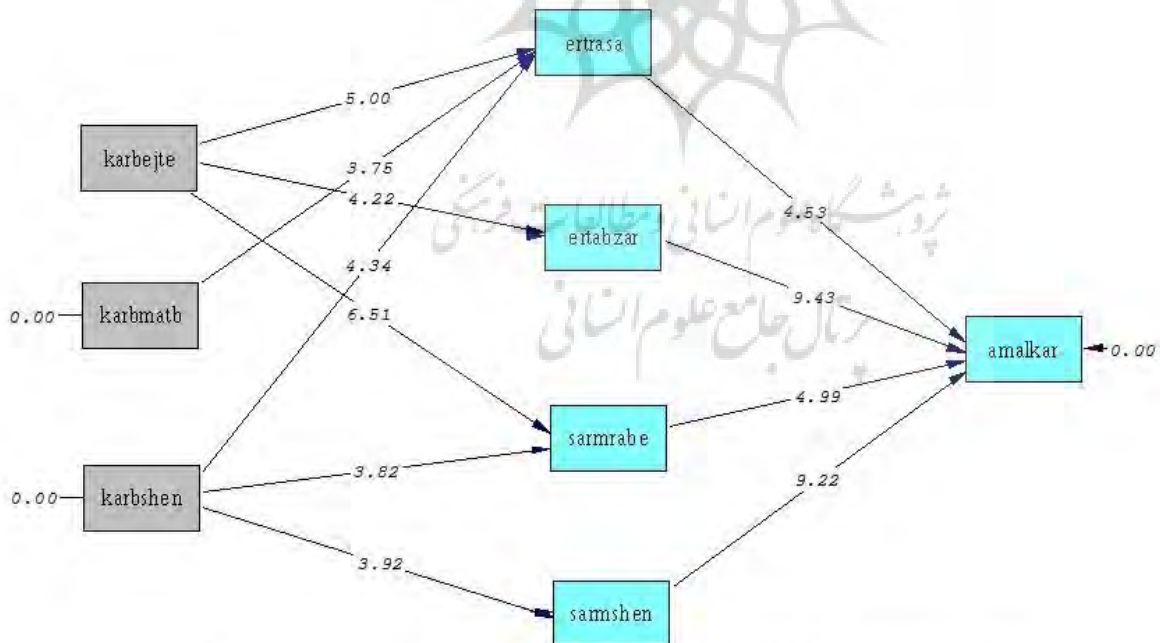 ertrasa
5.00
karbejte
3.75
4.22
4.53
پژوهشگاه علوم انسانی و مطالعات فرهنگی
ertabzar
4.34
9.43
0.00
karbmatb
6.51
پرتال جامع علوم انسانی
amalkar
0.00
4.99
sarmrabe
3.82
9.22
0.00
karbshen
3.92
sarmshen